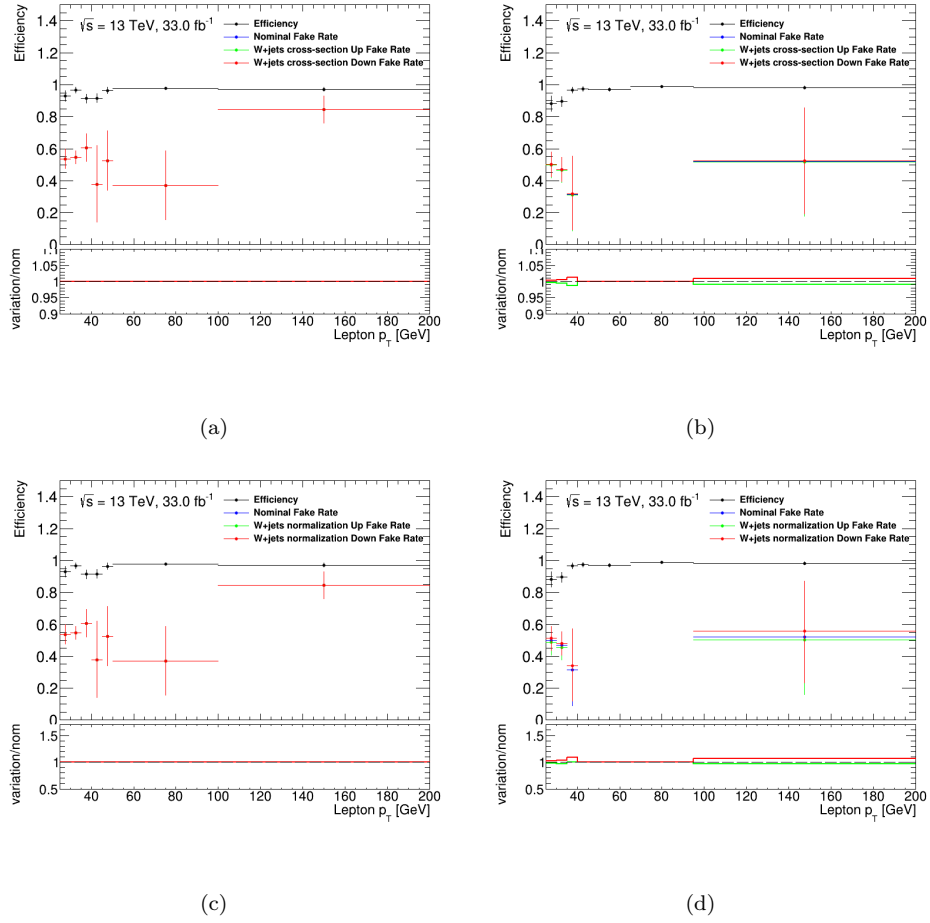 Efficiency
1.4
1.2
1
0.8
0.6
0.4
0.2
0
√s = 13 TeV, 33.0 fb⁻¹
Efficiency
Nominal Fake Rate
W+jets cross-section Up Fake Rate
W+jets cross-section Down Fake Rate
variation/nom
1.1
1.05
1
0.95
0.9
40 60 80 100 120 140 160 180 200
Lepton p_T [GeV]
(a)
Efficiency
1.4
1.2
1
0.8
0.6
0.4
0.2
0
√s = 13 TeV, 33.0 fb⁻¹
Efficiency
Nominal Fake Rate
W+jets cross-section Up Fake Rate
W+jets cross-section Down Fake Rate
variation/nom
1.1
1.05
1
0.95
0.9
40 60 80 100 120 140 160 180 200
Lepton p_T [GeV]
(b)
Efficiency
1.4
1.2
1
0.8
0.6
0.4
0.2
0
√s = 13 TeV, 33.0 fb⁻¹
Efficiency
Nominal Fake Rate
W+jets normalization Up Fake Rate
W+jets normalization Down Fake Rate
variation/nom
1.5
1
0.5
40 60 80 100 120 140 160 180 200
Lepton p_T [GeV]
(c)
Efficiency
1.4
1.2
1
0.8
0.6
0.4
0.2
0
√s = 13 TeV, 33.0 fb⁻¹
Efficiency
Nominal Fake Rate
W+jets normalization Up Fake Rate
W+jets normalization Down Fake Rate
variation/nom
1.5
1
0.5
40 60 80 100 120 140 160 180 200
Lepton p_T [GeV]
(d)